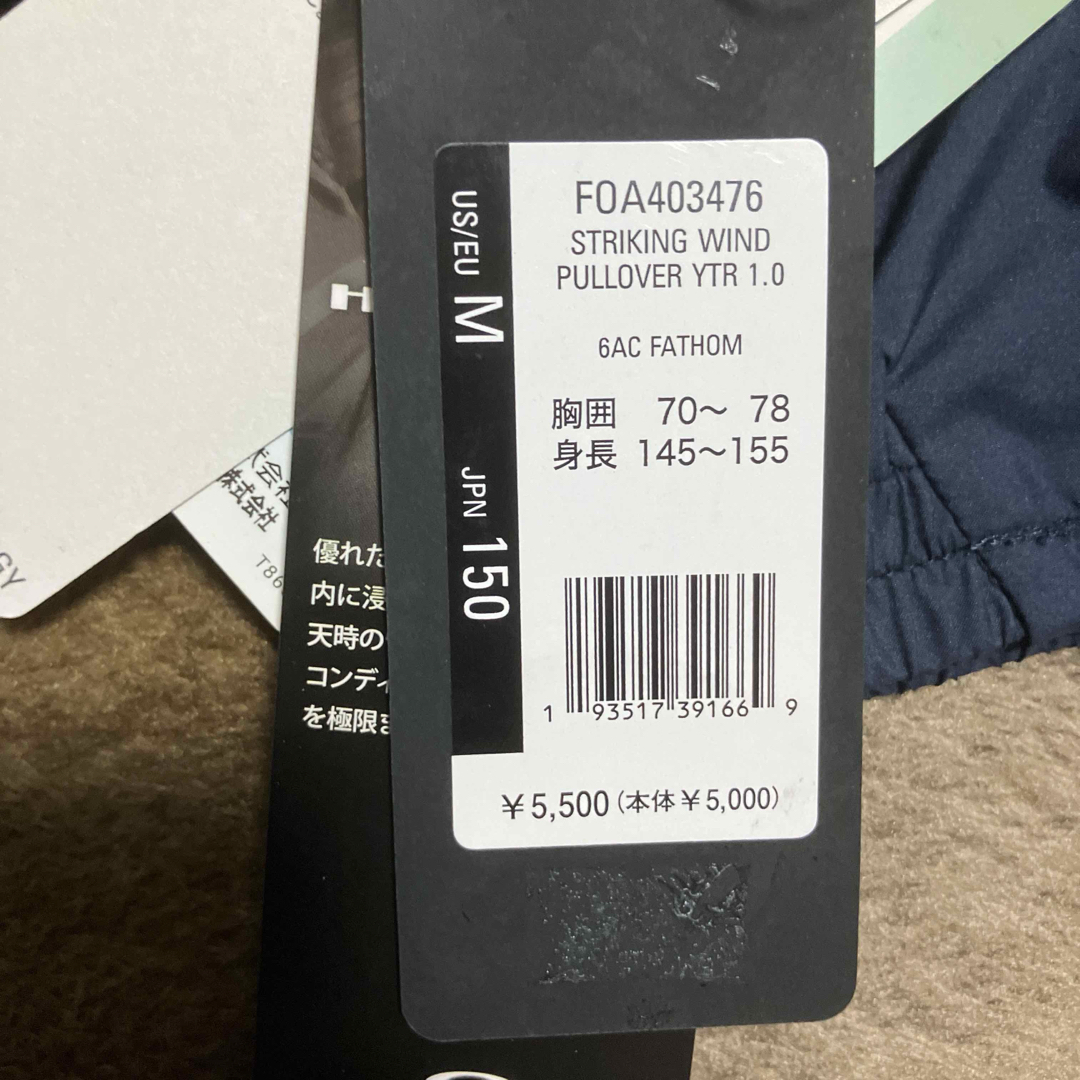 FOA403476
STRIKING WIND
PULLOVER YTR 1.0
6AC FATHOM
胸囲 70〜 78
身長 145〜155
US/EU M
JPN 150
1 93517 39166 9
¥5,500(本体¥5,000)
H
優れた
内に浸
天時の
コンデ
を極限
株式会社
T86
GY